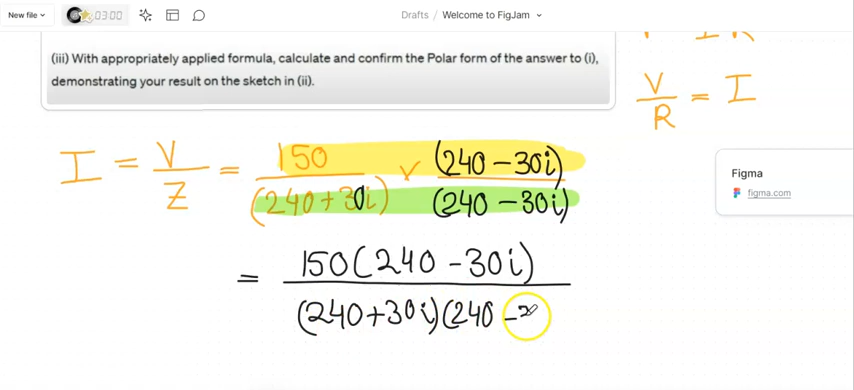 New file 03:00 Drafts / Welcome to FigJam
(iii) With appropriately applied formula, calculate and confirm the Polar form of the answer to (i),
demonstrating your result on the sketch in (ii).
V/R = I
I = V/Z = 150/(240+30i) × (240-30i)/(240-30i)
Figma
figma.com
= 150(240-30i)/(240+30i)(240-